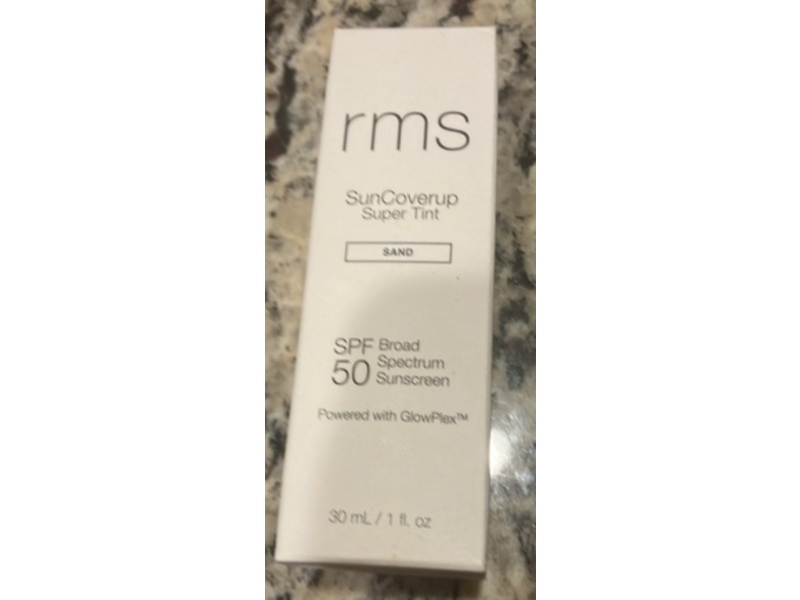 rms
SunCoverup
Super Tint
SAND
SPF 50 Broad
Spectrum
Sunscreen
Powered with GlowPlex™
30 mL / 1 fl. oz